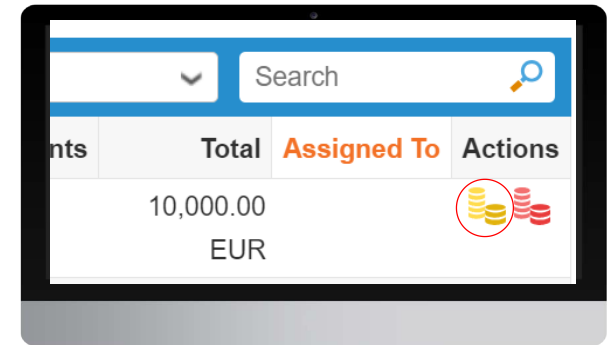 Search
nts Total Assigned To Actions
10,000.00
EUR